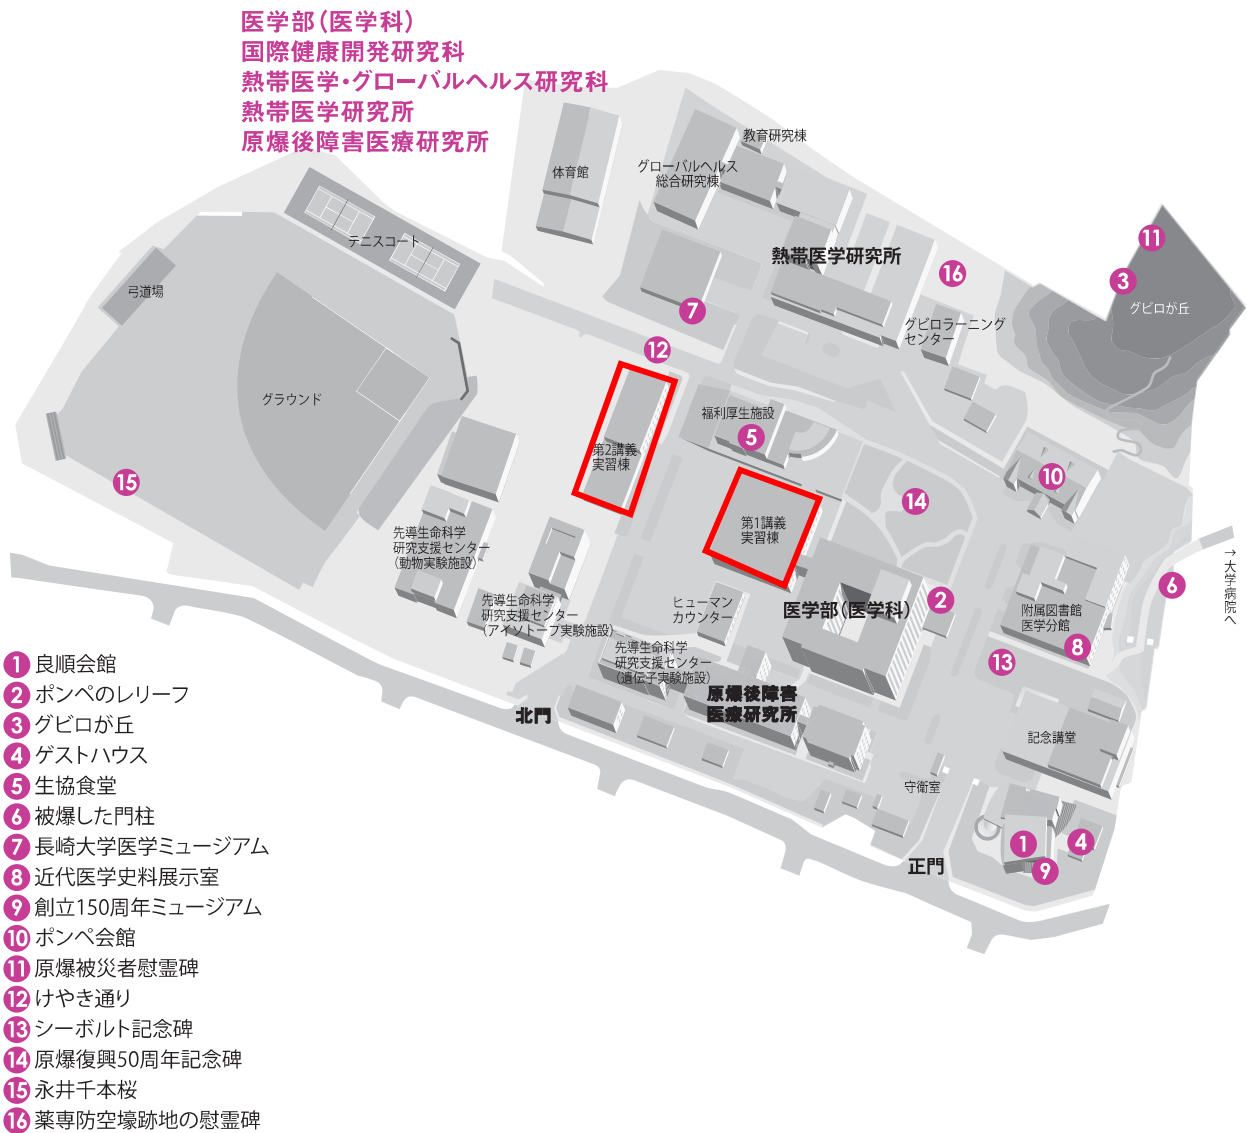 医学部(医学科)
国際健康開発研究科
熱帯医学・グローバルヘルス研究科
熱帯医学研究所
原爆後障害医療研究所
教育研究棟
体育館
グローバルヘルス
総合研究棟
テニスコート
熱帯医学研究所
弓道場
グビロが丘
グビロラーニング
センター
グラウンド
福利厚生施設
第2講義
実習棟
第1講義
実習棟
先導生命科学
研究支援センター
(動物実験施設)
→大学病院へ
先導生命科学
研究支援センター
(アイソトープ実験施設)
ヒューマン
カウンター
医学部(医学科)
附属図書館
医学分館
先導生命科学
研究支援センター
(遺伝子実験施設)
原爆後障害
医療研究所
北門
記念講堂
守衛室
正門
11
3
16
7
12
5
10
15
14
6
2
8
13
1
4
9
1 良順会館
2 ポンペのレリーフ
3 グビロが丘
4 ゲストハウス
5 生協食堂
6 被爆した門柱
7 長崎大学医学ミュージアム
8 近代医学史料展示室
9 創立150周年ミュージアム
10 ポンペ会館
11 原爆被災者慰霊碑
12 けやき通り
13 シーボルト記念碑
14 原爆復興50周年記念碑
15 永井千本桜
16 薬専防空壕跡地の慰霊碑